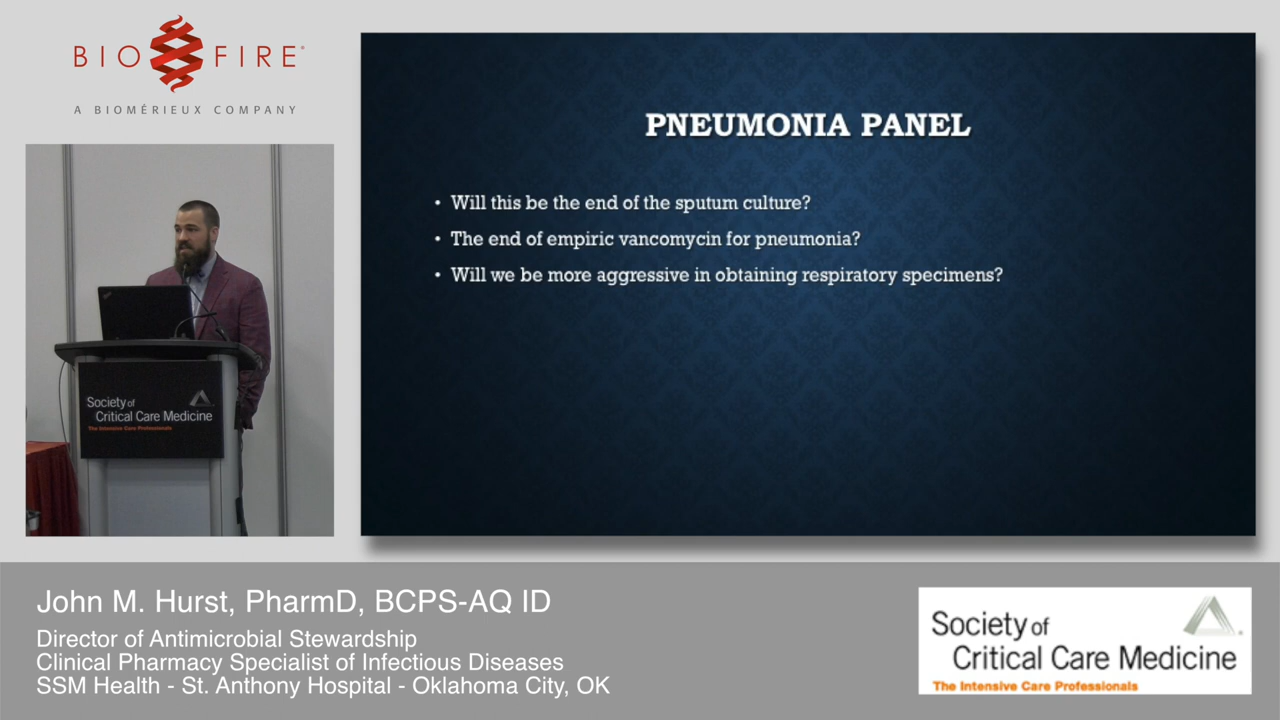 BIO FIRE®
A BIOMÉRIEUX COMPANY
PNEUMONIA PANEL
• Will this be the end of the sputum culture?
• The end of empiric vancomycin for pneumonia?
• Will we be more aggressive in obtaining respiratory specimens?
Society of
Critical Care Medicine
The Intensive Care Professionals
John M. Hurst, PharmD, BCPS-AQ ID
Director of Antimicrobial Stewardship
Clinical Pharmacy Specialist of Infectious Diseases
SSM Health - St. Anthony Hospital - Oklahoma City, OK
Society of
Critical Care Medicine
The Intensive Care Professionals